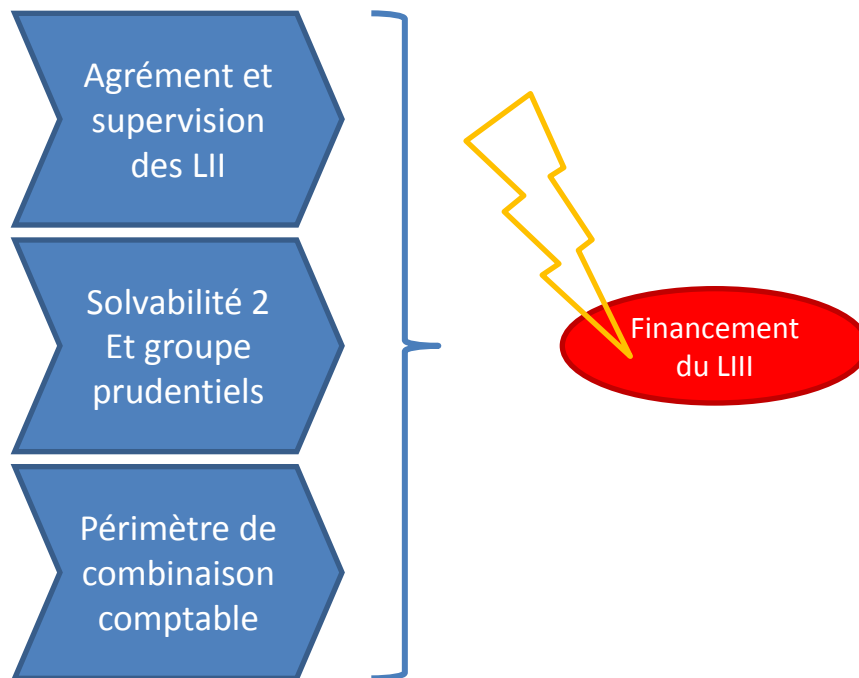 Agrément et
supervision
des LII
Solvabilité 2
Et groupe
prudentiels
Périmètre de
combinaison
comptable
Financement
du LIII